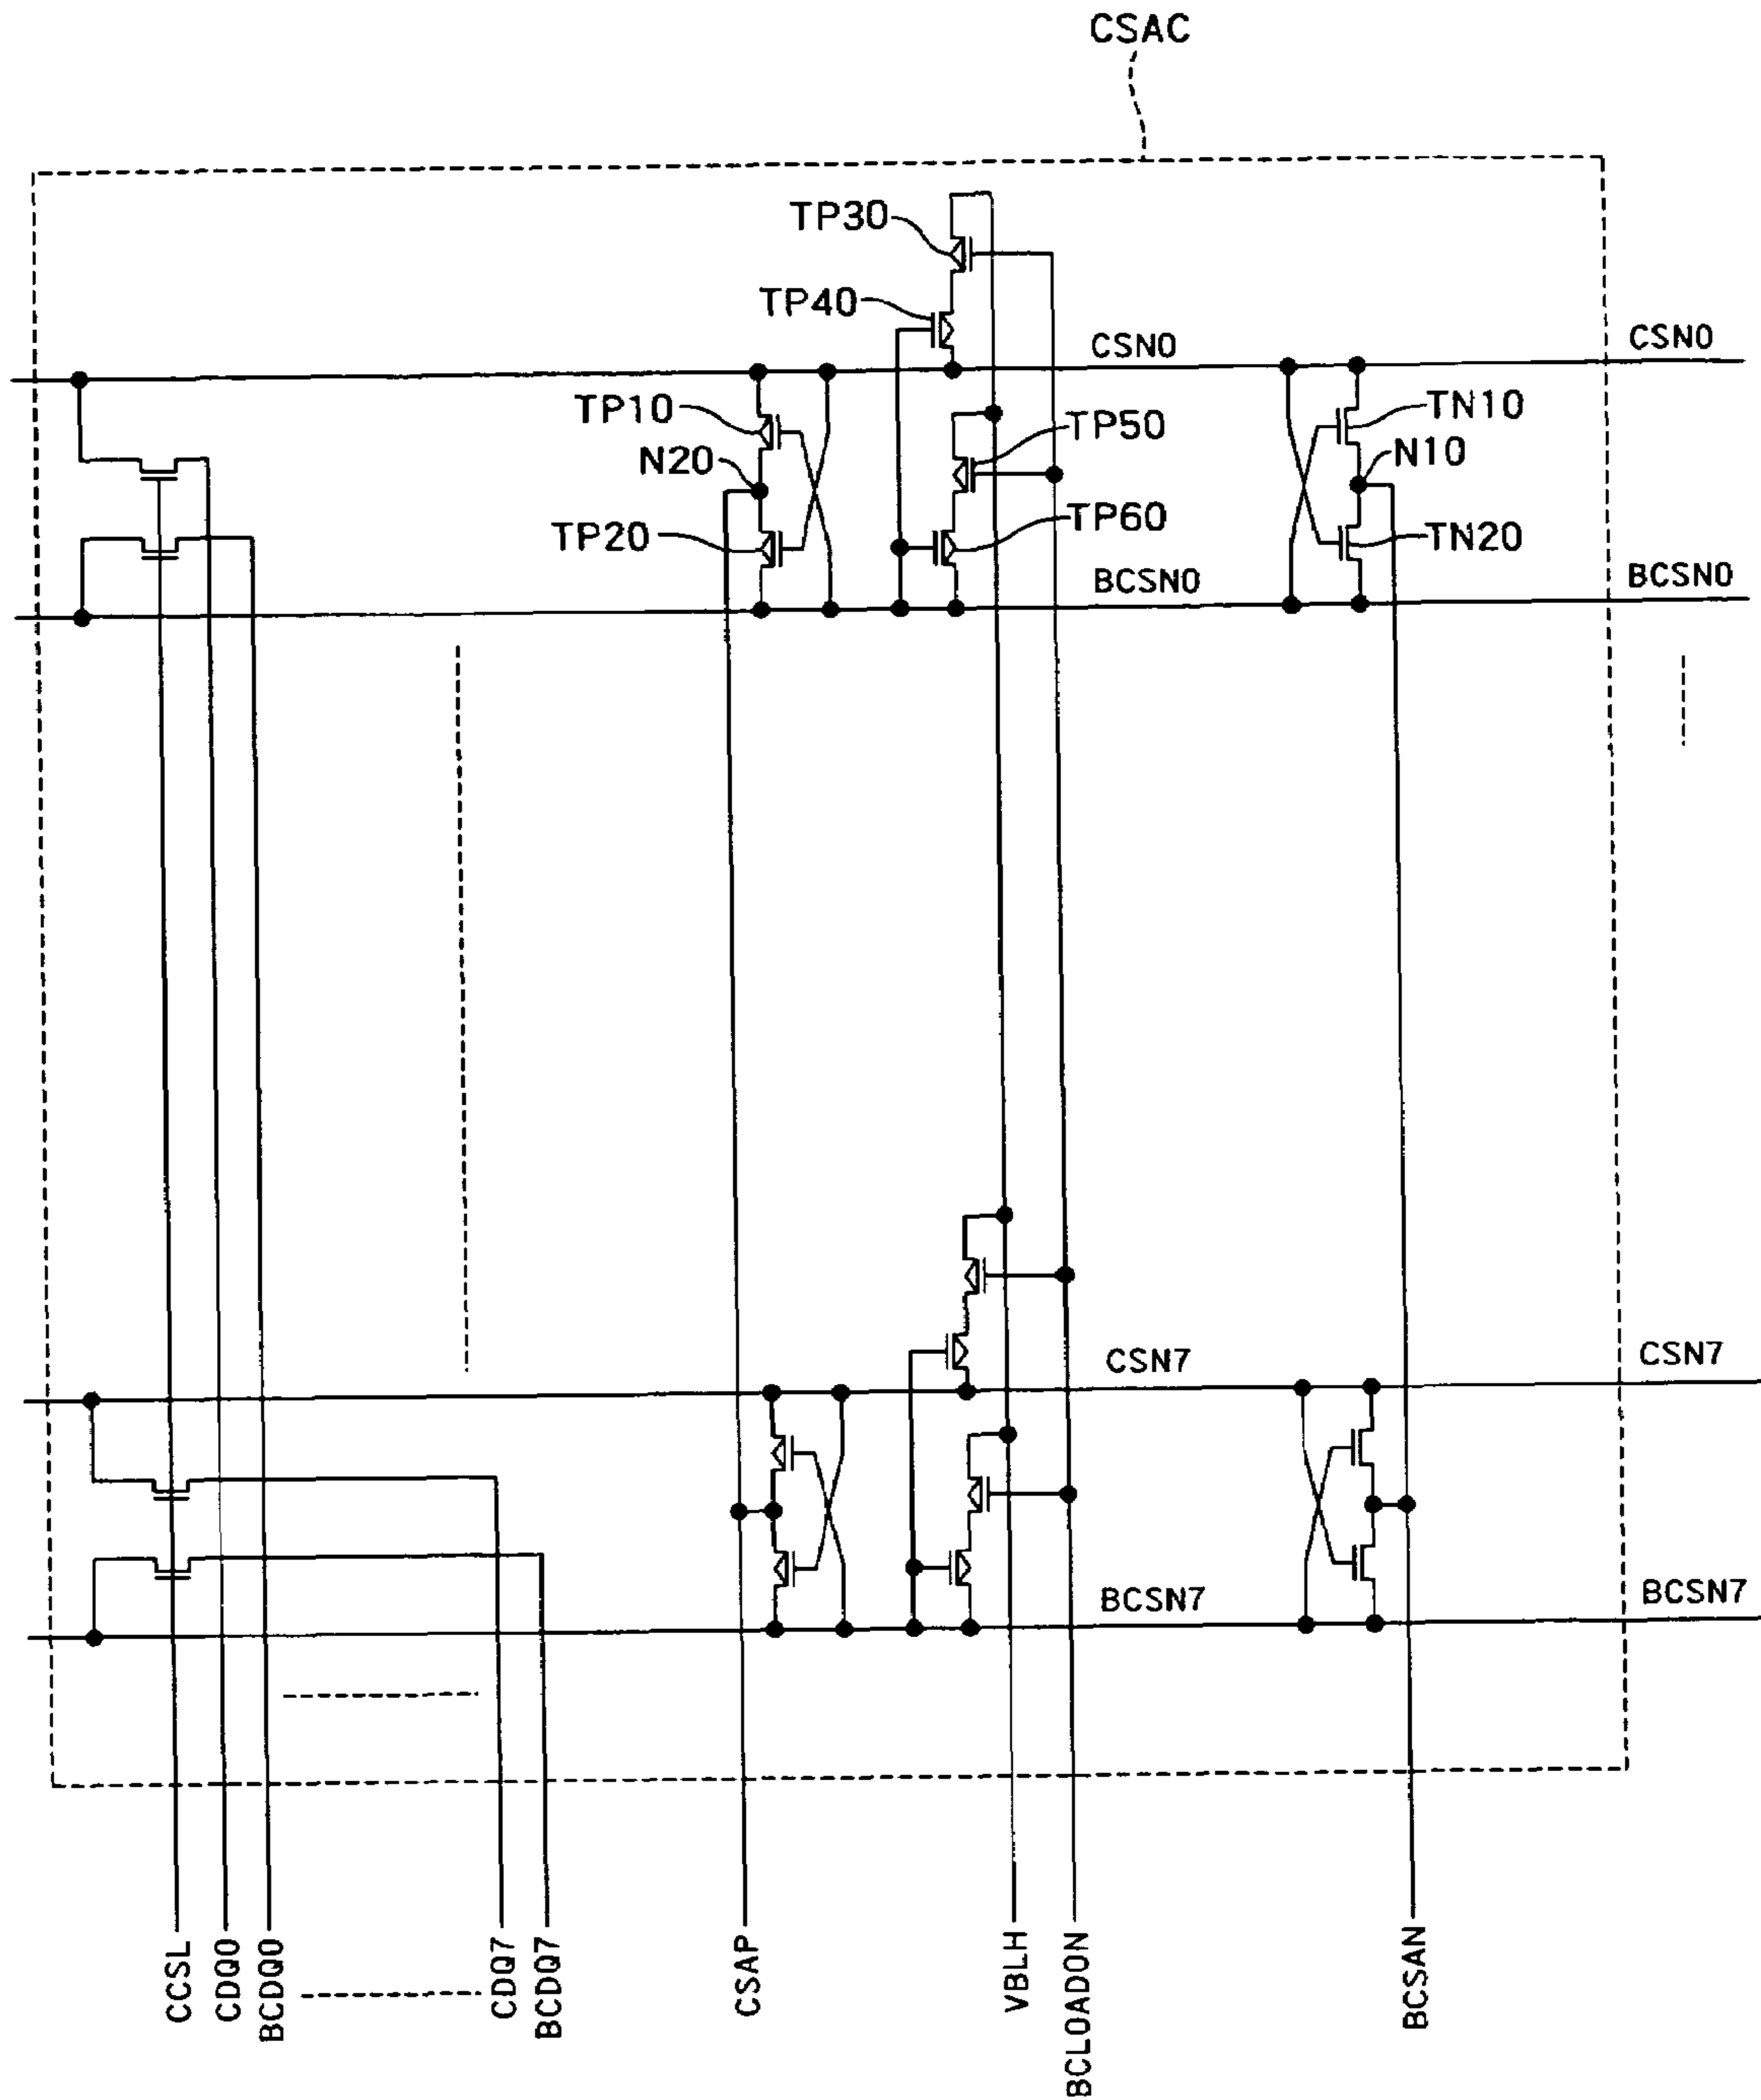 CSAC
TP30
TP40
CSN0
CSN0
TP10
TP50
TN10
N20
N10
TP20
TP60
TN20
BCSN0
BCSN0
CSN7
CSN7
BCSN7
BCSN7
CCSL
CDQ0
BCDQ0
CDQ7
BCDQ7
CSAP
VBLH
BCLOADON
BCSAN